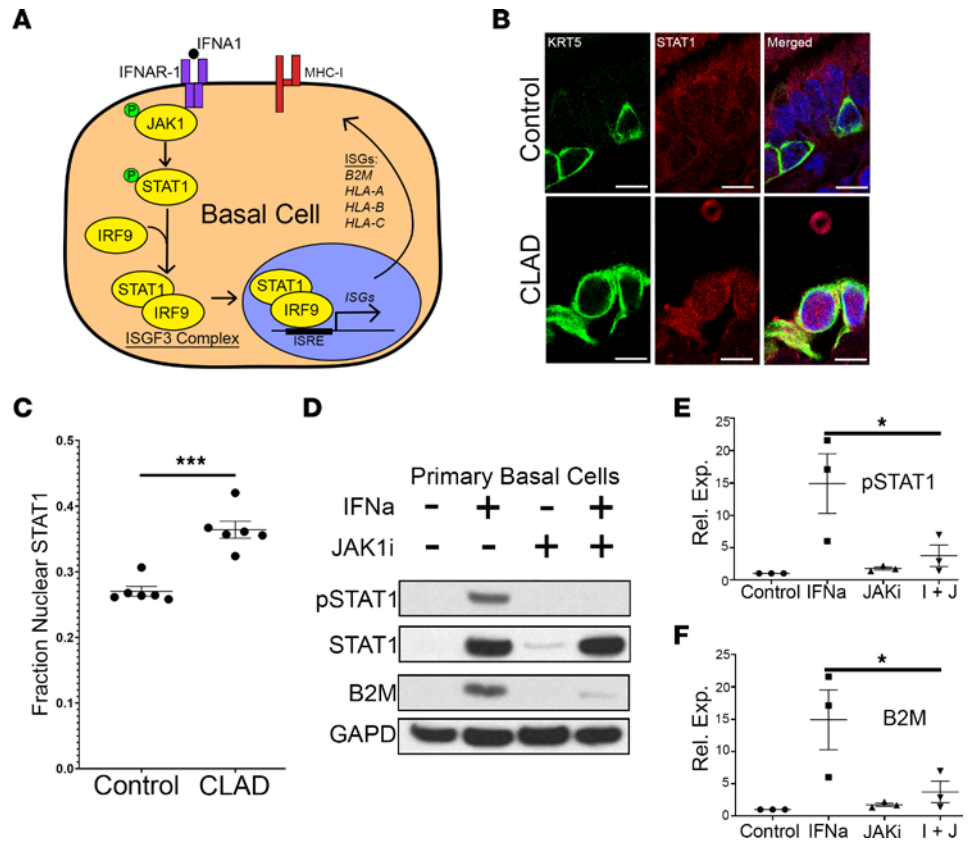 A
IFNA1
IFNAR-1
MHC-I
P
JAK1
P
STAT1
IRF9
STAT1
IRF9
ISGF3 Complex
Basal Cell
ISGs:
B2M
HLA-A
HLA-B
HLA-C
STAT1
IRF9
ISGs
ISRE
B
KRT5 STAT1 Merged
Control
CLAD
C
Fraction Nuclear STAT1
0.5
0.4
0.3
0.2
0.1
0.0
***
Control CLAD
D
Primary Basal Cells
IFNa - + - +
JAK1i - - + +
pSTAT1
STAT1
B2M
GAPD
E
Rel. Exp.
25
20
15
10
5
0
*
pSTAT1
Control IFNa JAKi I + J
F
Rel. Exp.
25
20
15
10
5
0
*
B2M
Control IFNa JAKi I + J